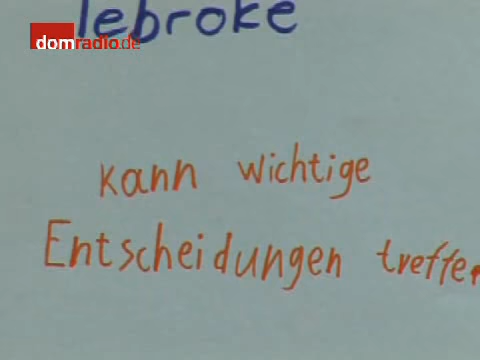 lebroke
domradio.de
kann wichtige
Entscheidungen treffen